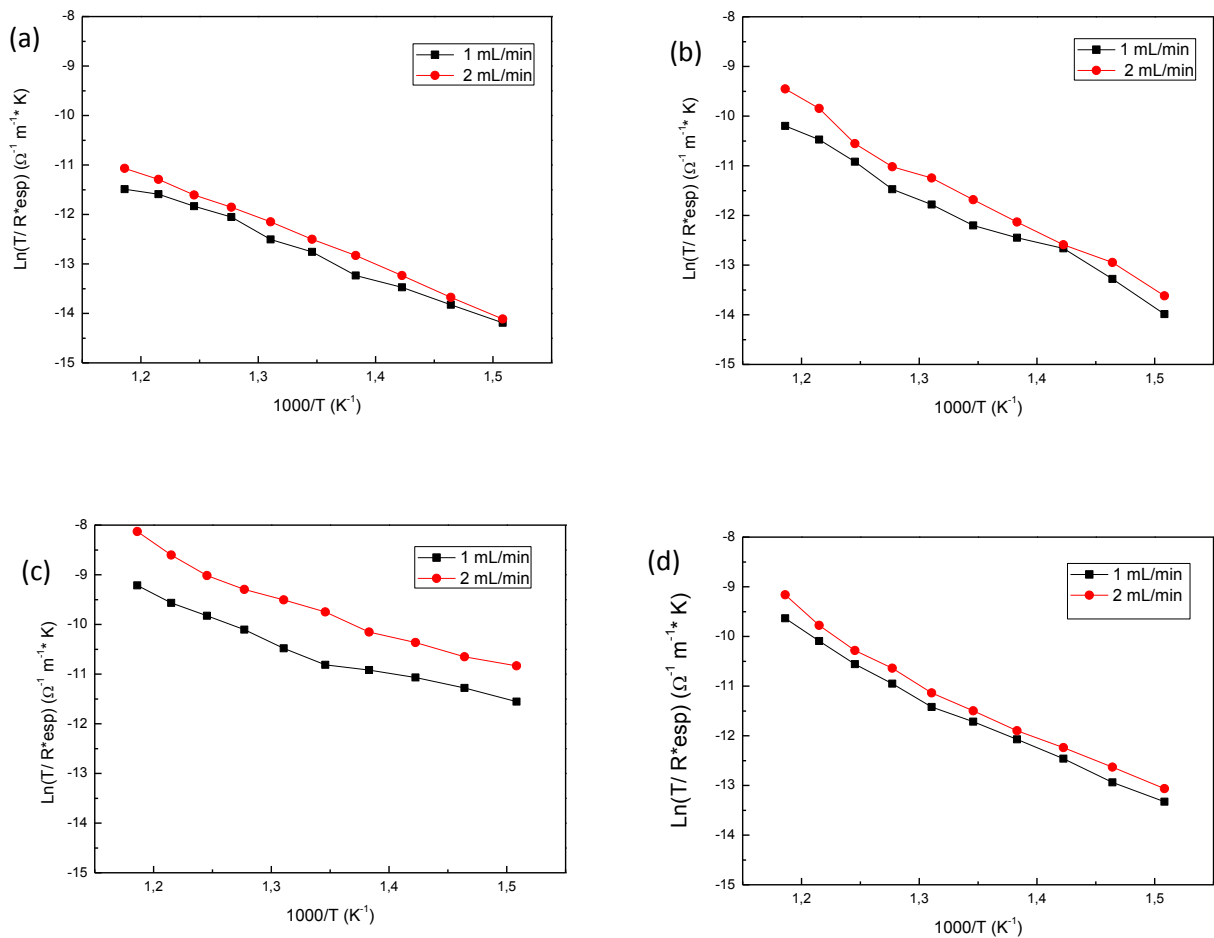 (a)
-8
-9
-10
-11
-12
-13
-14
-15
Ln(T/ R*esp) (Ω⁻¹ m⁻¹* K)
1 mL/min
2 mL/min
1,2 1,3 1,4 1,5
1000/T (K⁻¹)
(b)
-8
-9
-10
-11
-12
-13
-14
-15
Ln(T/ R*esp) (Ω⁻¹ m⁻¹* K)
1 mL/min
2 mL/min
1,2 1,3 1,4 1,5
1000/T (K⁻¹)
(c)
-8
-9
-10
-11
-12
-13
-14
-15
Ln(T/ R*esp) (Ω⁻¹ m⁻¹* K)
1 mL/min
2 mL/min
1,2 1,3 1,4 1,5
1000/T (K⁻¹)
(d)
-8
-9
-10
-11
-12
-13
-14
-15
Ln(T/ R*esp) (Ω⁻¹ m⁻¹* K)
1 mL/min
2 mL/min
1,2 1,3 1,4 1,5
1000/T (K⁻¹)